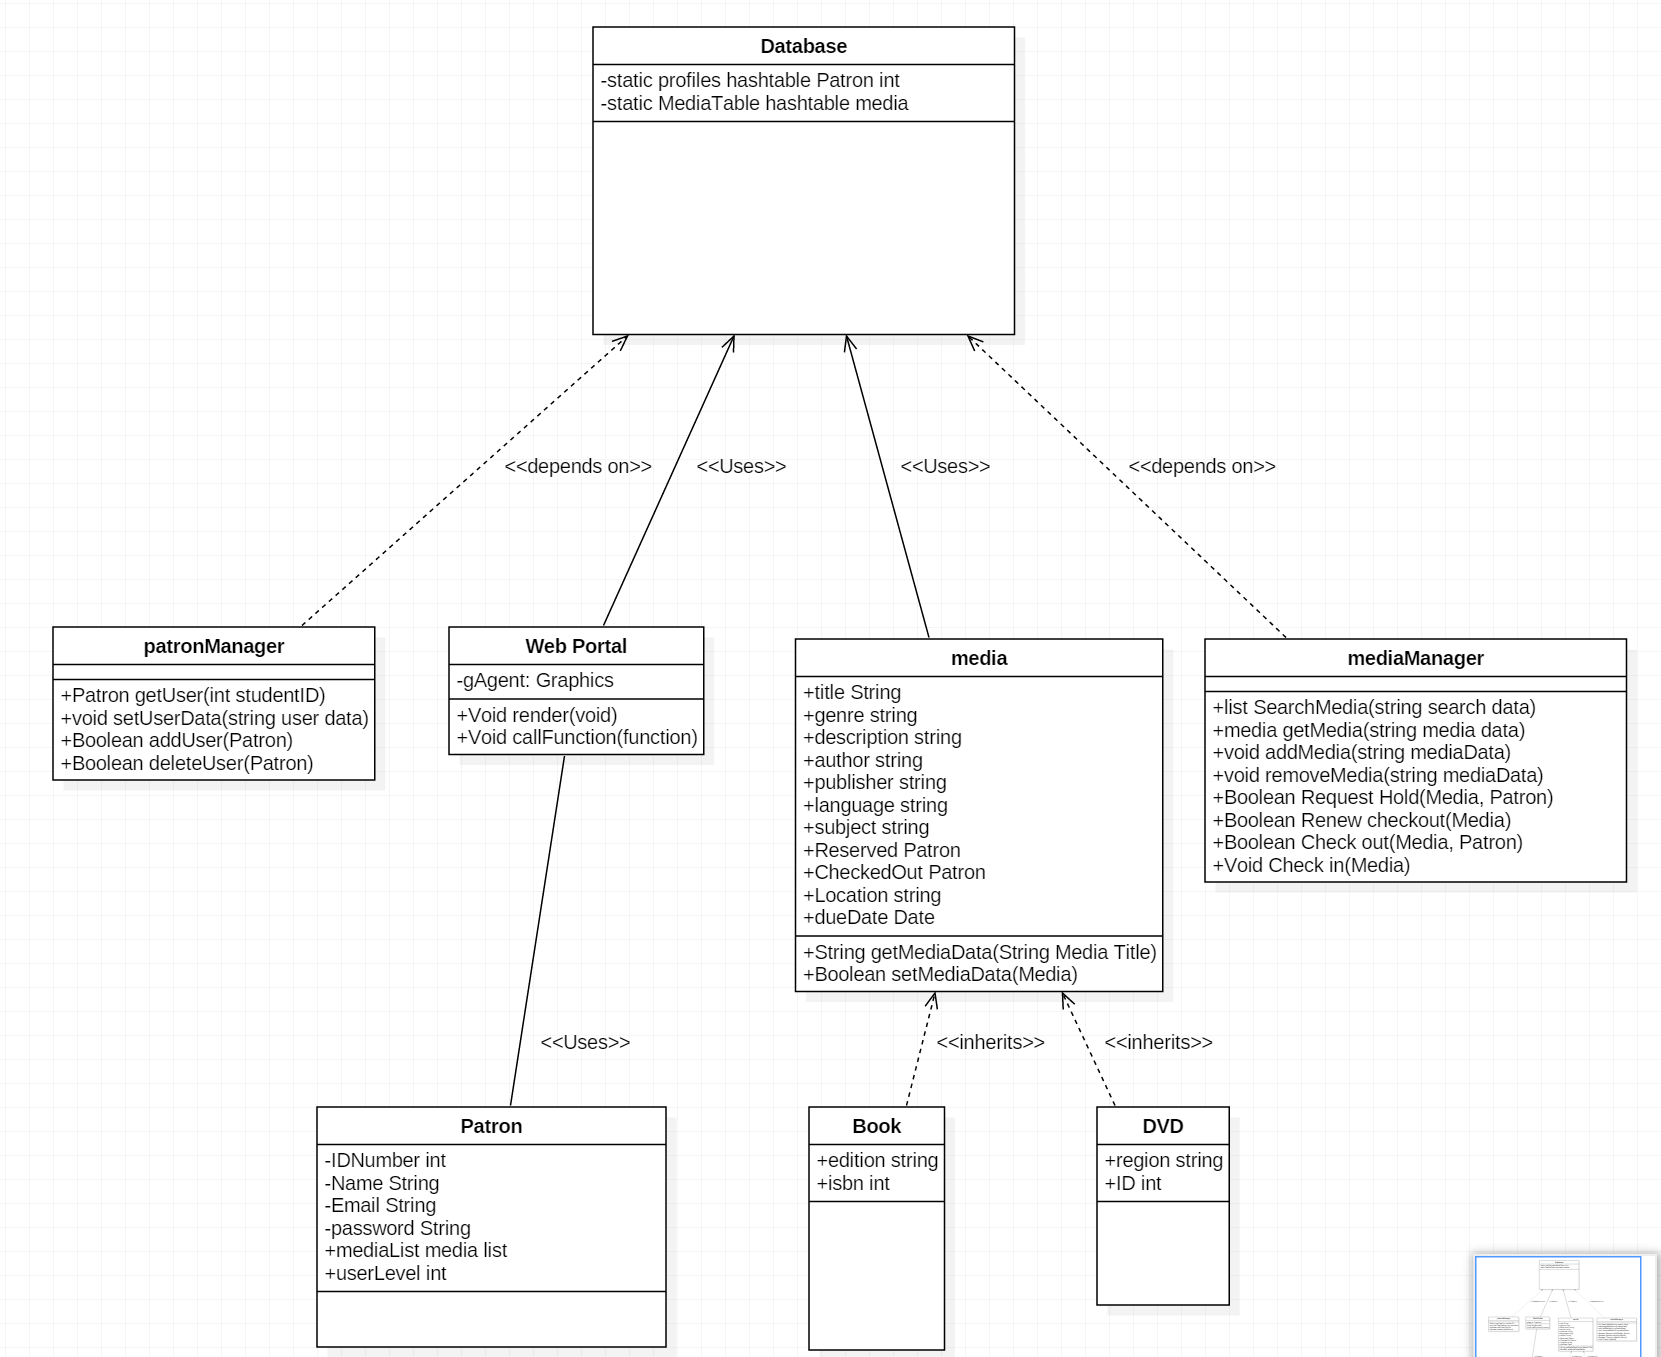 Database
-static profiles hashtable Patron int
-static MediaTable hashtable media
<<depends on>>
<<Uses>>
<<Uses>>
<<depends on>>
patronManager
+Patron getUser(int studentID)
+void setUserData(string user data)
+Boolean addUser(Patron)
+Boolean deleteUser(Patron)
Web Portal
-gAgent: Graphics
+Void render(void)
+Void callFunction(function)
media
+title String
+genre string
+description string
+author string
+publisher string
+language string
+subject string
+Reserved Patron
+CheckedOut Patron
+Location string
+dueDate Date
+String getMediaData(String Media Title)
+Boolean setMediaData(Media)
mediaManager
+list SearchMedia(string search data)
+media getMedia(string media data)
+void addMedia(string mediaData)
+void removeMedia(string mediaData)
+Boolean Request Hold(Media, Patron)
+Boolean Renew checkout(Media)
+Boolean Check out(Media, Patron)
+Void Check in(Media)
<<Uses>>
<<inherits>>
<<inherits>>
Patron
-IDNumber int
-Name String
-Email String
-password String
+mediaList media list
+userLevel int
Book
+edition string
+isbn int
DVD
+region string
+ID int